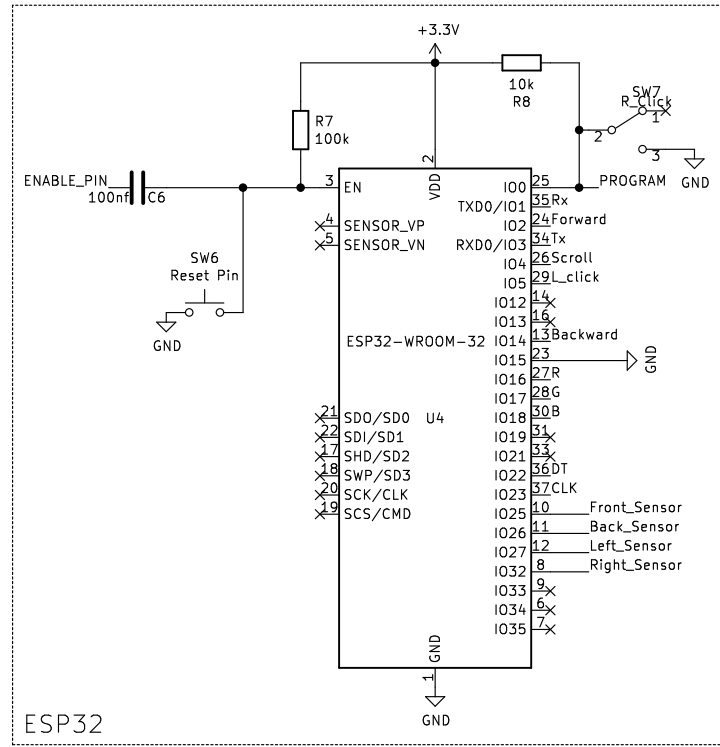 +3.3V
10k
R8
R7
100k
SW7
R_Click
1
2
3
GND
2
VDD
ENABLE_PIN
100nf
C6
3
EN
IO0
25
PROGRAM
TXD0/IO1
35
Rx
4
SENSOR_VP
IO2
24
Forward
5
SENSOR_VN
RXD0/IO3
34
Tx
IO4
26
Scroll
SW6
Reset Pin
IO5
29
L_click
IO12
14
IO13
16
GND
ESP32-WROOM-32
IO14
13
Backward
IO15
23
GND
IO16
27
R
IO17
28
G
21
SDO/SD0
U4
IO18
30
B
22
SDI/SD1
IO19
31
17
SHD/SD2
IO21
33
18
SWP/SD3
IO22
36
DT
20
SCK/CLK
IO23
37
CLK
19
SCS/CMD
IO25
10
Front_Sensor
IO26
11
Back_Sensor
IO27
12
Left_Sensor
IO32
8
Right_Sensor
IO33
9
IO34
6
IO35
7
GND
1
GND
ESP32